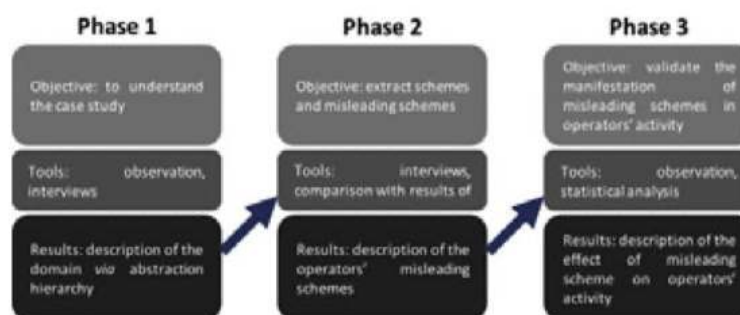 Phase 1
Objective: to understand
the case study
Tools: observation,
interviews
Results: description of the
domain via abstraction
hierarchy
Phase 2
Objective: extract schemes
and misleading schemes
Tools: interviews,
comparison with results of
Results: description of the
operators' misleading
schemes
Phase 3
Objective: validate the
manifestation of
misleading schemes in
operators' activity
Tools: observation,
statistical analysis
Results: description of the
effect of misleading
scheme on operators'
activity